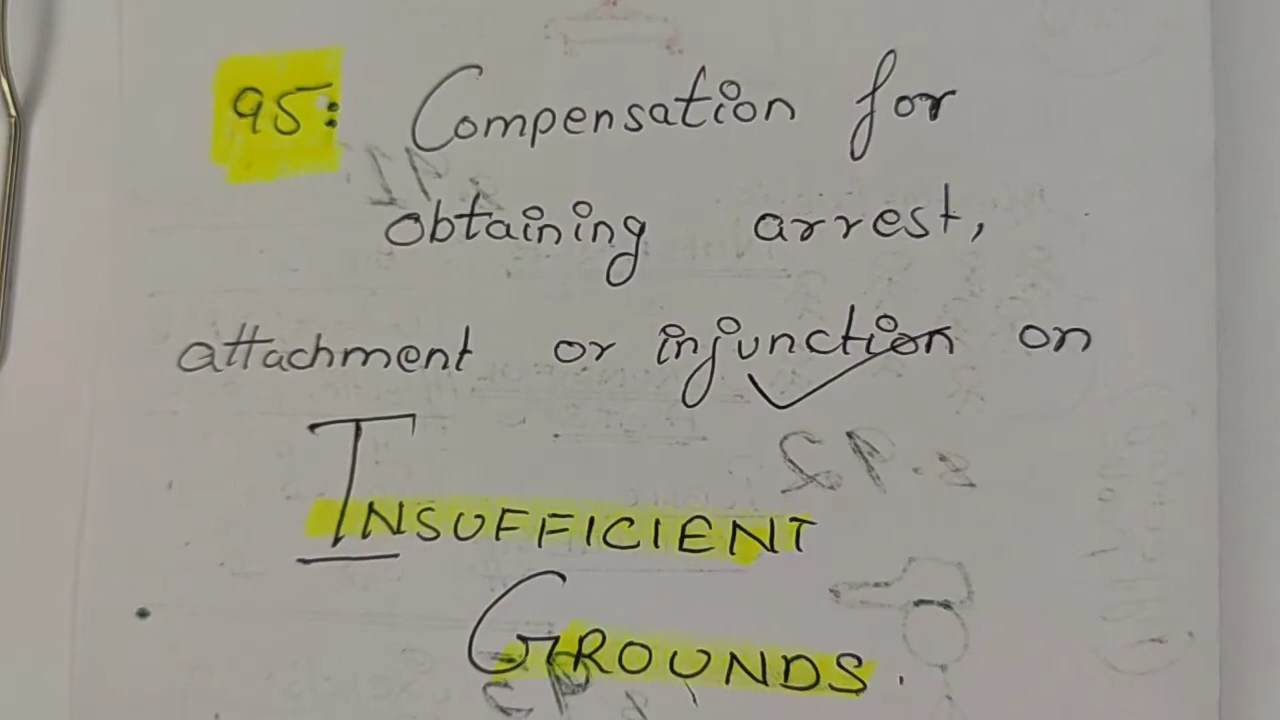 95: Compensation for
obtaining arrest,
attachment or injunction on
INSUFFICIENT
GROUNDS.